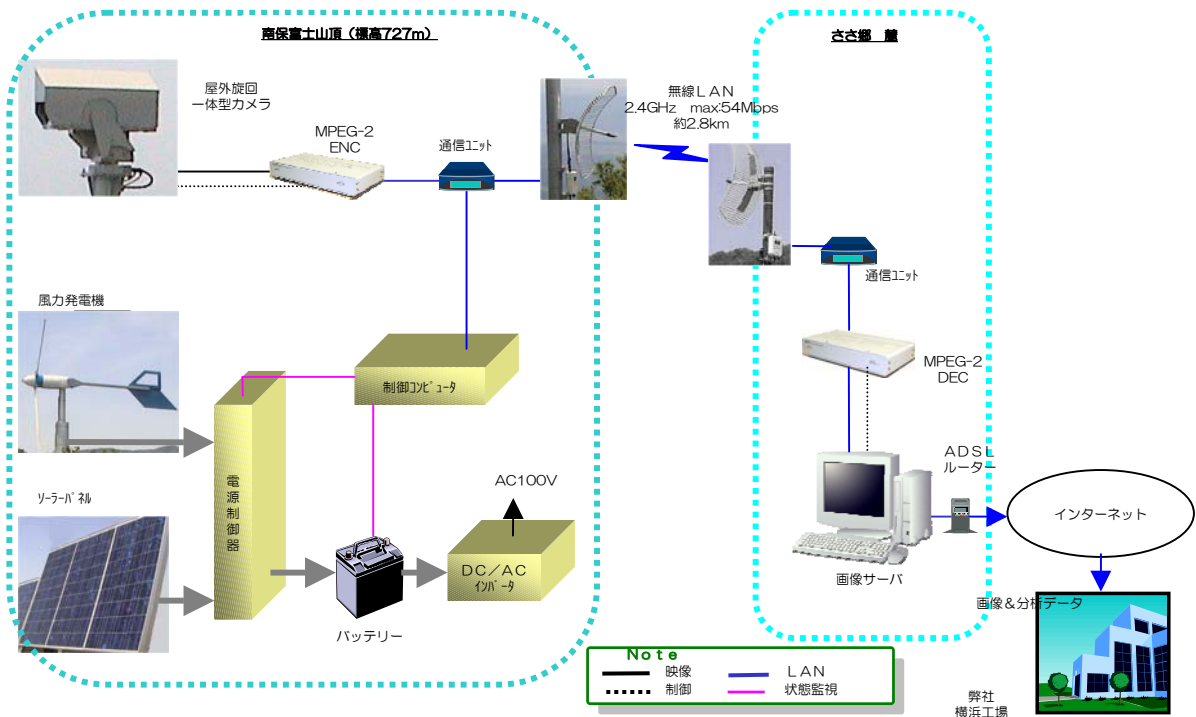 南保富士山頂(標高727m)
屋外旋回
一体型カメラ
MPEG-2
ENC
通信ﾕﾆｯﾄ
無線LAN
2.4GHz max:54Mbps
約2.8km
ささ郷 麓
通信ﾕﾆｯﾄ
MPEG-2
DEC
風力発電機
制御ｺﾝﾋﾟｭｰﾀ
電源制御器
ｿｰﾗｰﾊﾟﾈﾙ
AC100V
DC/AC
ｲﾝﾊﾞｰﾀ
バッテリー
ADSL
ルーター
画像サーバ
インターネット
画像&分析データ
弊社
横浜工場
Note
映像
LAN
制御
状態監視